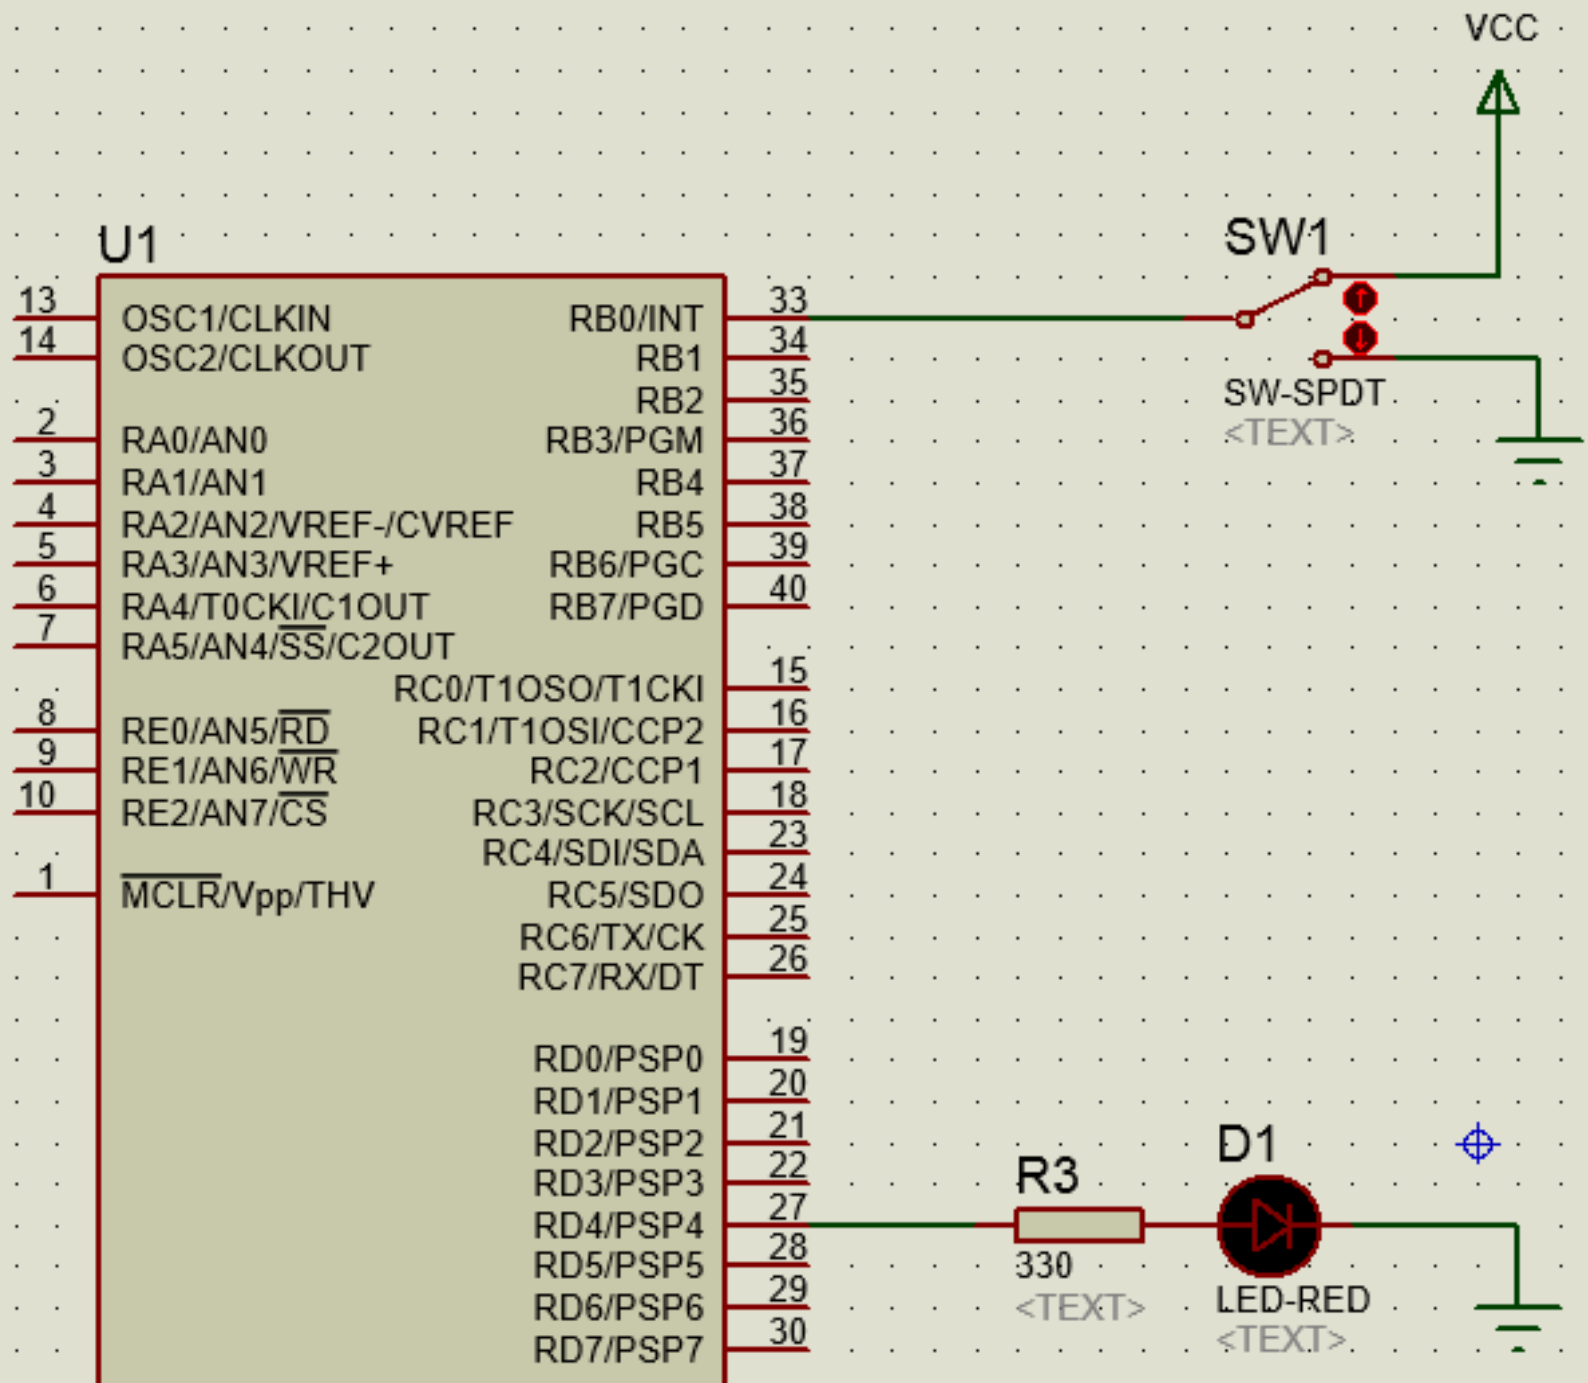 VCC
SW1
U1
13 OSC1/CLKIN RB0/INT 33
14 OSC2/CLKOUT RB1 34
RB2 35
SW-SPDT
<TEXT>
2 RA0/AN0 RB3/PGM 36
3 RA1/AN1 RB4 37
4 RA2/AN2/VREF-/CVREF RB5 38
5 RA3/AN3/VREF+ RB6/PGC 39
6 RA4/T0CKI/C1OUT RB7/PGD 40
7 RA5/AN4/SS/C2OUT
RC0/T1OSO/T1CKI 15
8 RE0/AN5/RD RC1/T1OSI/CCP2 16
9 RE1/AN6/WR RC2/CCP1 17
10 RE2/AN7/CS RC3/SCK/SCL 18
RC4/SDI/SDA 23
1 MCLR/Vpp/THV RC5/SDO 24
RC6/TX/CK 25
RC7/RX/DT 26
RD0/PSP0 19
RD1/PSP1 20
RD2/PSP2 21
RD3/PSP3 22
RD4/PSP4 27
RD5/PSP5 28
RD6/PSP6 29
RD7/PSP7 30
R3
330
<TEXT>
D1
LED-RED
<TEXT>